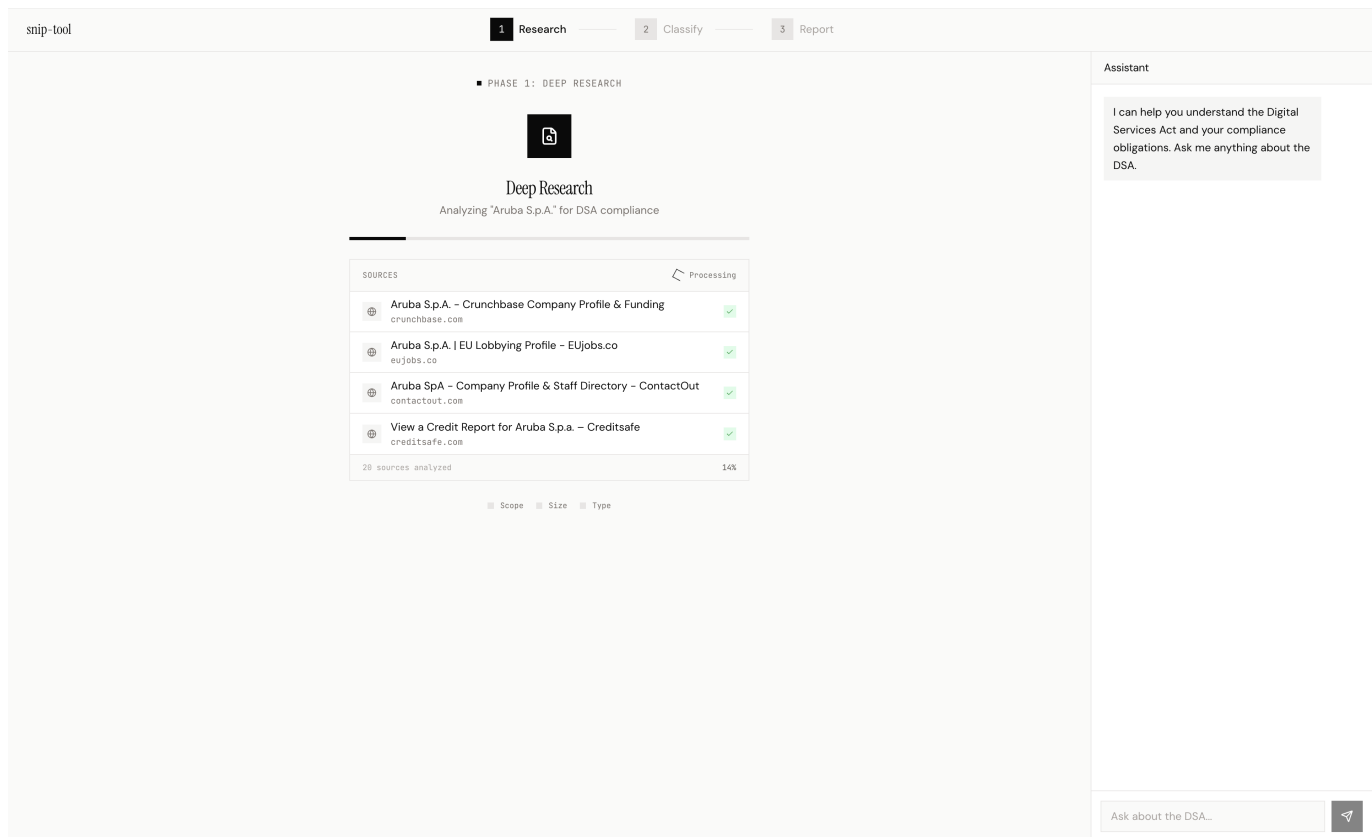 snip-tool
1 Research
2 Classify
3 Report
PHASE 1: DEEP RESEARCH
Deep Research
Analyzing "Aruba S.p.A." for DSA compliance
SOURCES
Processing
Aruba S.p.A. - Crunchbase Company Profile & Funding
crunchbase.com
Aruba S.p.A. | EU Lobbying Profile - EUjobs.co
eujobs.co
Aruba SpA - Company Profile & Staff Directory - ContactOut
contactout.com
View a Credit Report for Aruba S.p.a. – Creditsafe
creditsafe.com
20 sources analyzed
14%
Scope
Size
Type
Assistant
I can help you understand the Digital
Services Act and your compliance
obligations. Ask me anything about the
DSA.
Ask about the DSA...